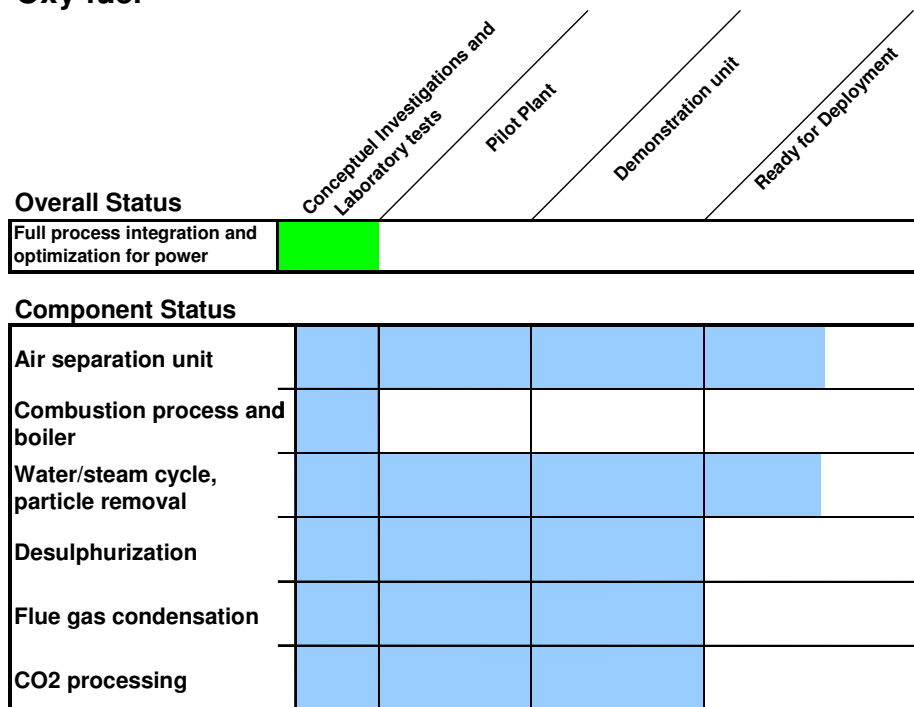 Oxy-fuel
Conceptuel Investigations and
Laboratory tests
Pilot Plant
Demonstration unit
Ready for Deployment
Overall Status
Full process integration and
optimization for power
Component Status
Air separation unit
Combustion process and
boiler
Water/steam cycle,
particle removal
Desulphurization
Flue gas condensation
CO2 processing